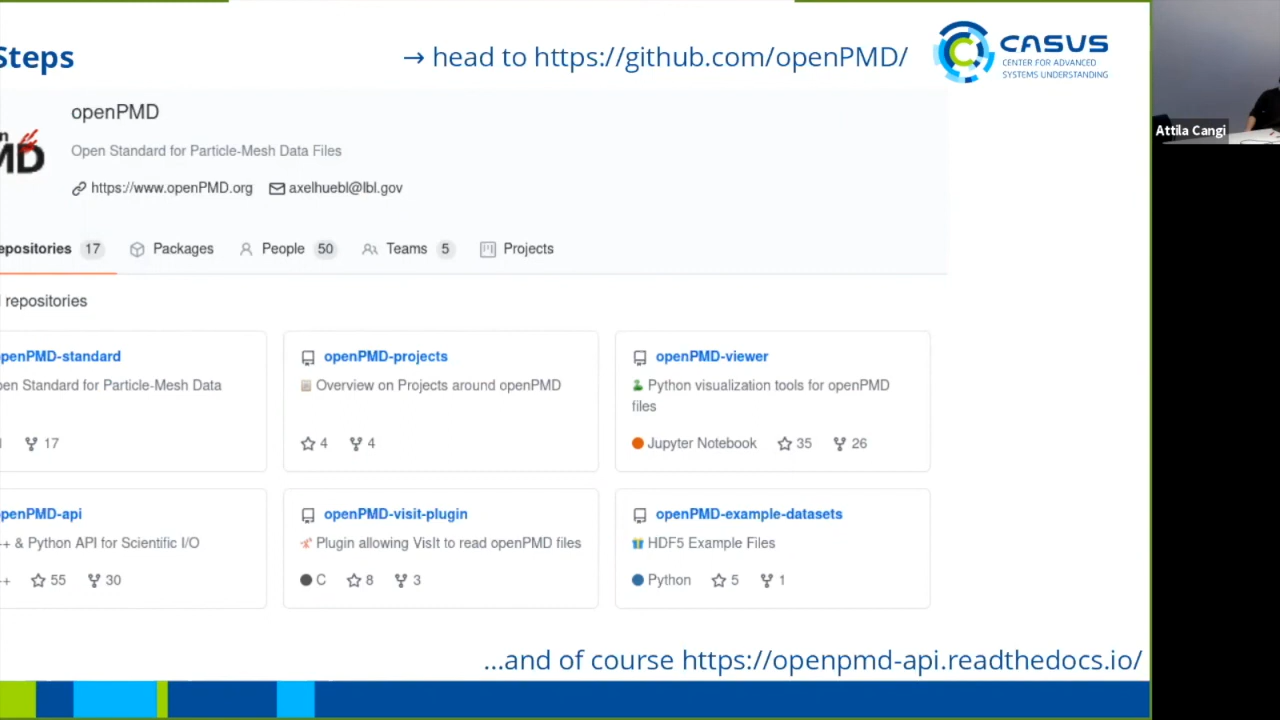 Steps
→ head to https://github.com/openPMD/
CASUS
CENTER FOR ADVANCED
SYSTEMS UNDERSTANDING
Attila Cangi
openPMD
Open Standard for Particle-Mesh Data Files
https://www.openPMD.org axelhuebl@lbl.gov
epositories 17 Packages People 50 Teams 5 Projects
repositories
penPMD-standard
en Standard for Particle-Mesh Data
17
openPMD-projects
Overview on Projects around openPMD
4 4
openPMD-viewer
Python visualization tools for openPMD
files
Jupyter Notebook 35 26
penPMD-api
+ & Python API for Scientific I/O
+ 55 30
openPMD-visit-plugin
Plugin allowing VisIt to read openPMD files
C 8 3
openPMD-example-datasets
HDF5 Example Files
Python 5 1
...and of course https://openpmd-api.readthedocs.io/